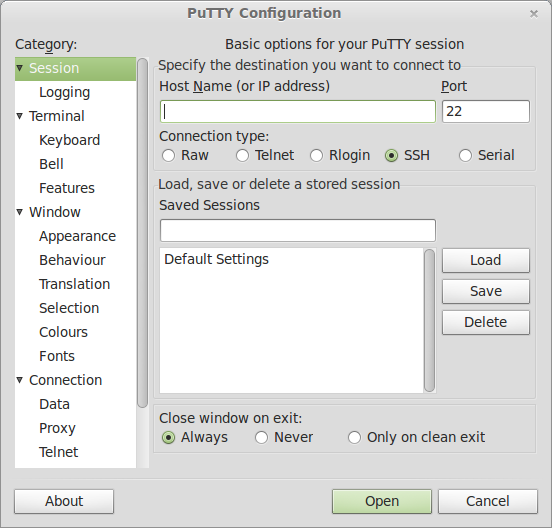 PuTTY Configuration
Category:
Session
Logging
Terminal
Keyboard
Bell
Features
Window
Appearance
Behaviour
Translation
Selection
Colours
Fonts
Connection
Data
Proxy
Telnet
Basic options for your PuTTY session
Specify the destination you want to connect to
Host Name (or IP address) Port
22
Connection type:
Raw Telnet Rlogin SSH Serial
Load, save or delete a stored session
Saved Sessions
Default Settings
Load
Save
Delete
Close window on exit:
Always Never Only on clean exit
About Open Cancel